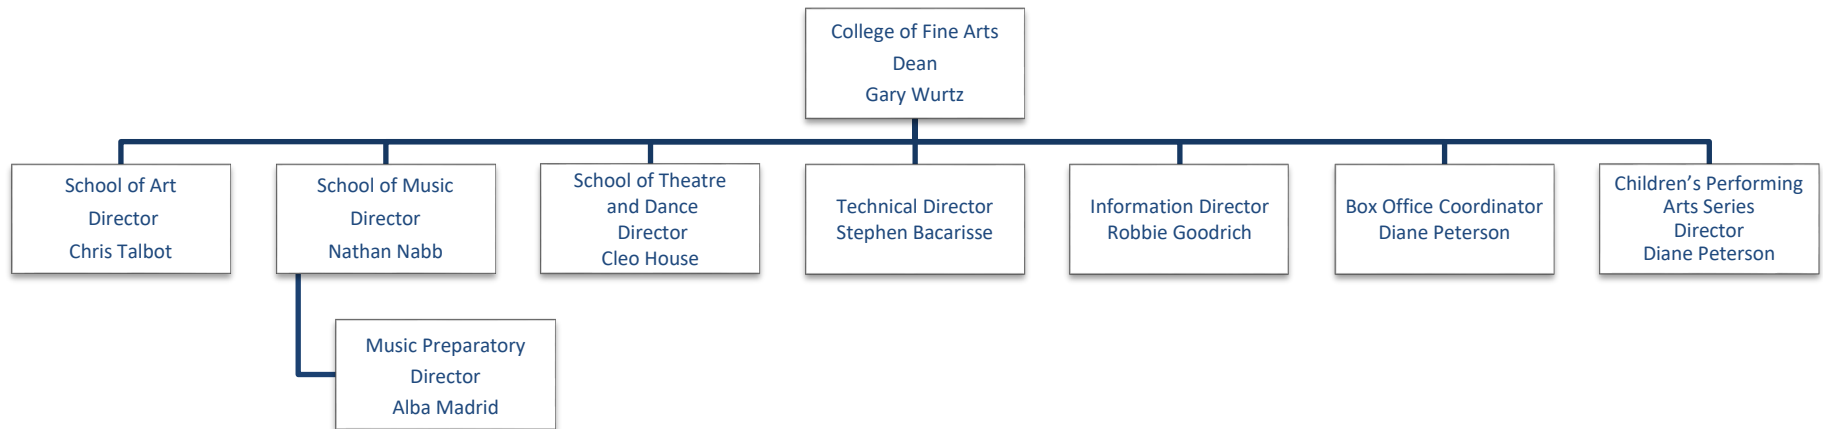 College of Fine Arts
Dean
Gary Wurtz
School of Art
Director
Chris Talbot
School of Music
Director
Nathan Nabb
School of Theatre
and Dance
Director
Cleo House
Technical Director
Stephen Bacarisse
Information Director
Robbie Goodrich
Box Office Coordinator
Diane Peterson
Children’s Performing
Arts Series
Director
Diane Peterson
Music Preparatory
Director
Alba Madrid